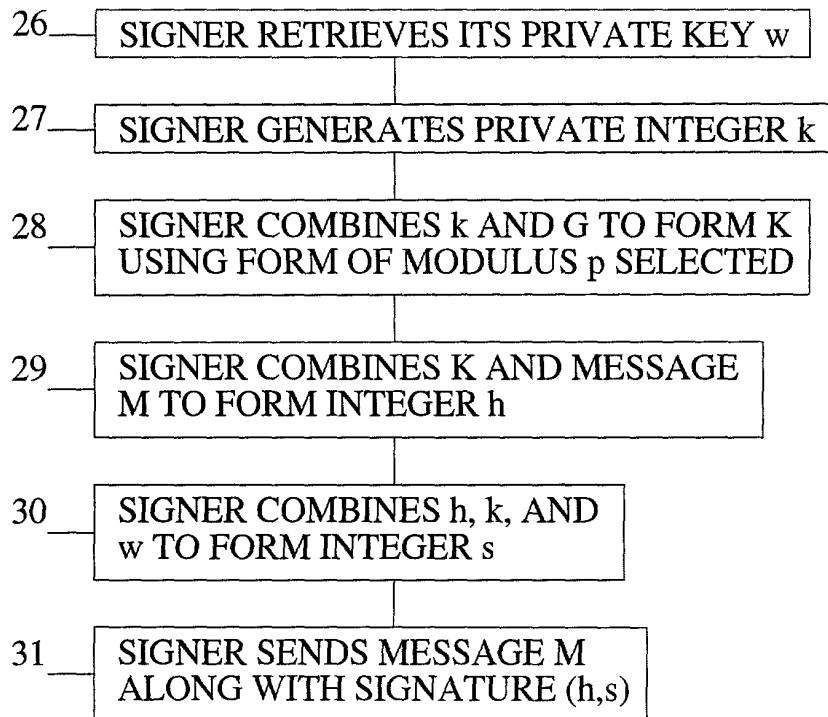 26 SIGNER RETRIEVES ITS PRIVATE KEY w
27 SIGNER GENERATES PRIVATE INTEGER k
28 SIGNER COMBINES k AND G TO FORM K
USING FORM OF MODULUS p SELECTED
29 SIGNER COMBINES K AND MESSAGE
M TO FORM INTEGER h
30 SIGNER COMBINES h, k, AND
w TO FORM INTEGER s
31 SIGNER SENDS MESSAGE M
ALONG WITH SIGNATURE (h,s)